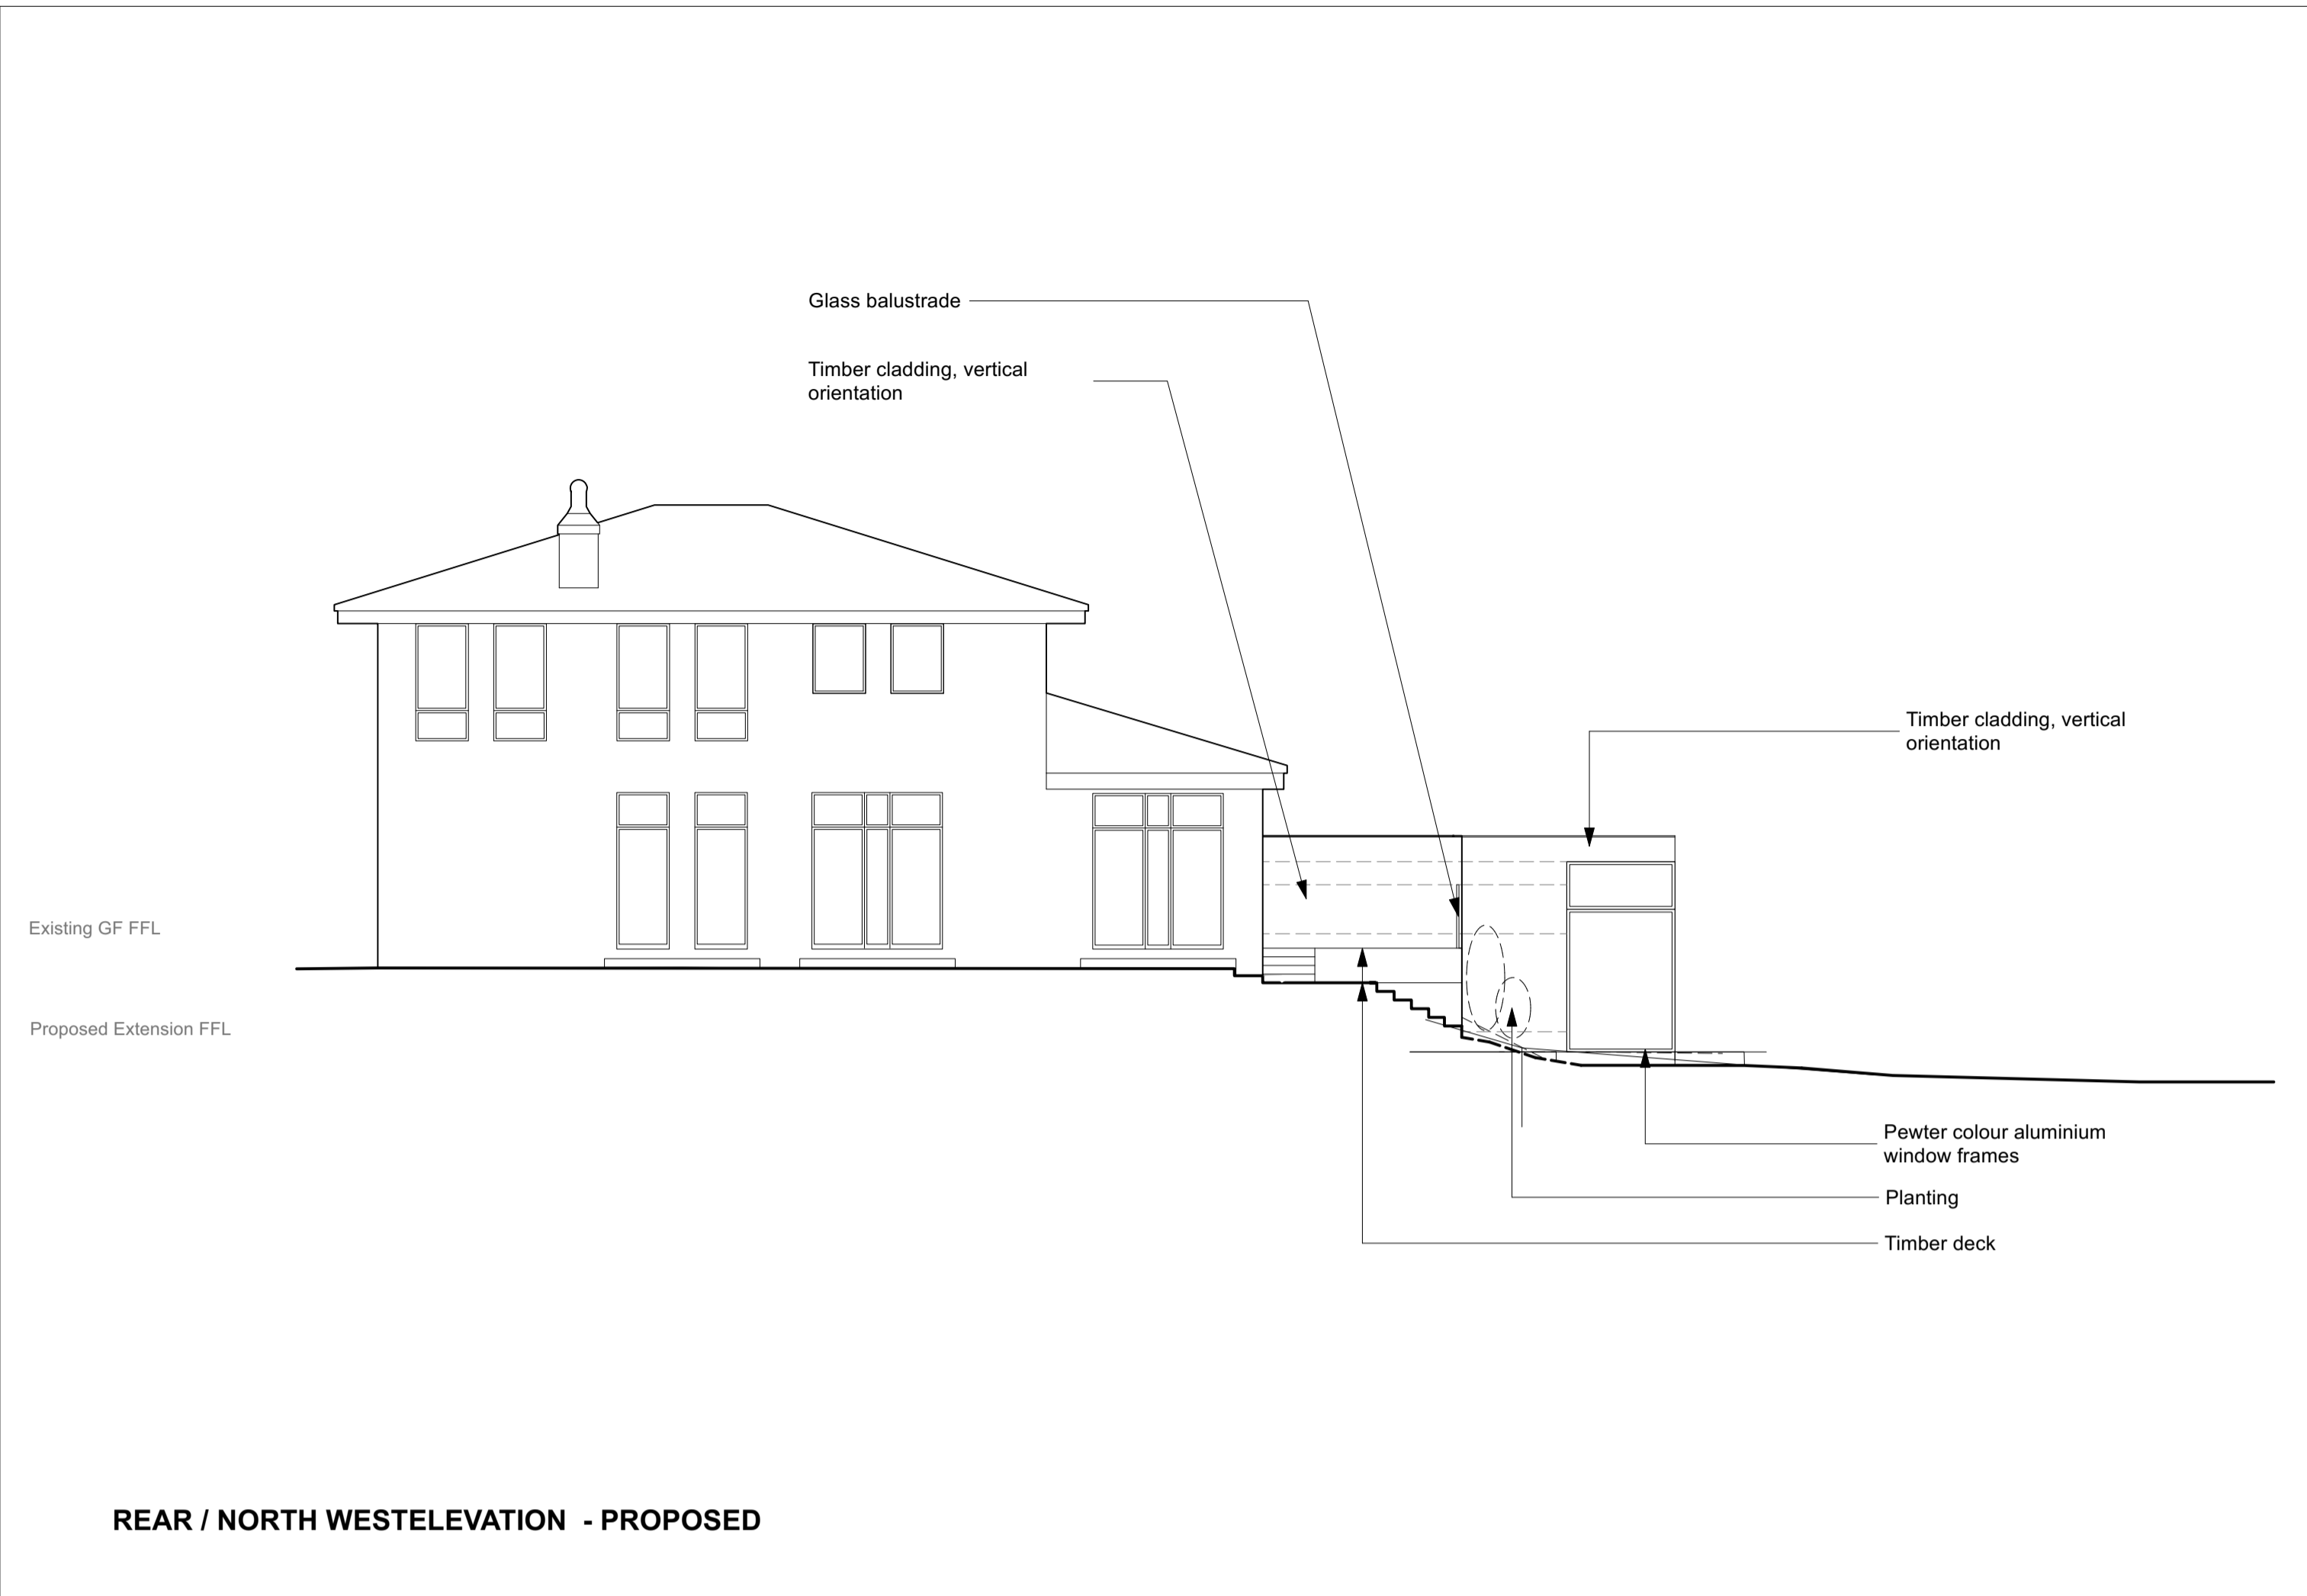 Glass balustrade
Timber cladding, vertical
orientation
Timber cladding, vertical
orientation
Existing GF FFL
Proposed Extension FFL
Pewter colour aluminium
window frames
Planting
Timber deck
REAR / NORTH WESTELEVATION  - PROPOSED